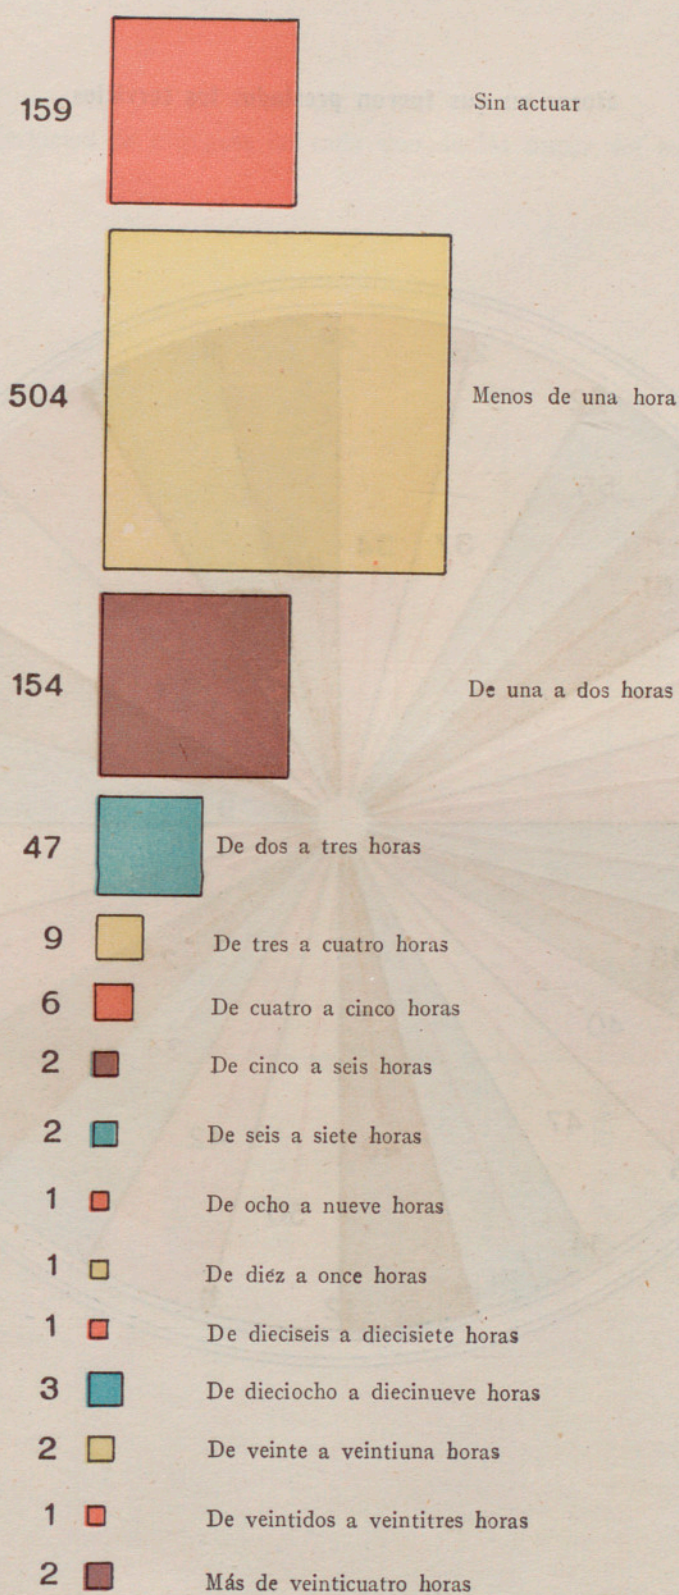 159 Sin actuar
504 Menos de una hora
154 De una a dos horas
47 De dos a tres horas
9 De tres a cuatro horas
6 De cuatro a cinco horas
2 De cinco a seis horas
2 De seis a siete horas
1 De ocho a nueve horas
1 De diéz a once horas
1 De dieciseis a diecisiete horas
3 De dieciocho a diecinueve horas
2 De veinte a veintiuna horas
1 De veintidos a veintitres horas
2 Más de veinticuatro horas